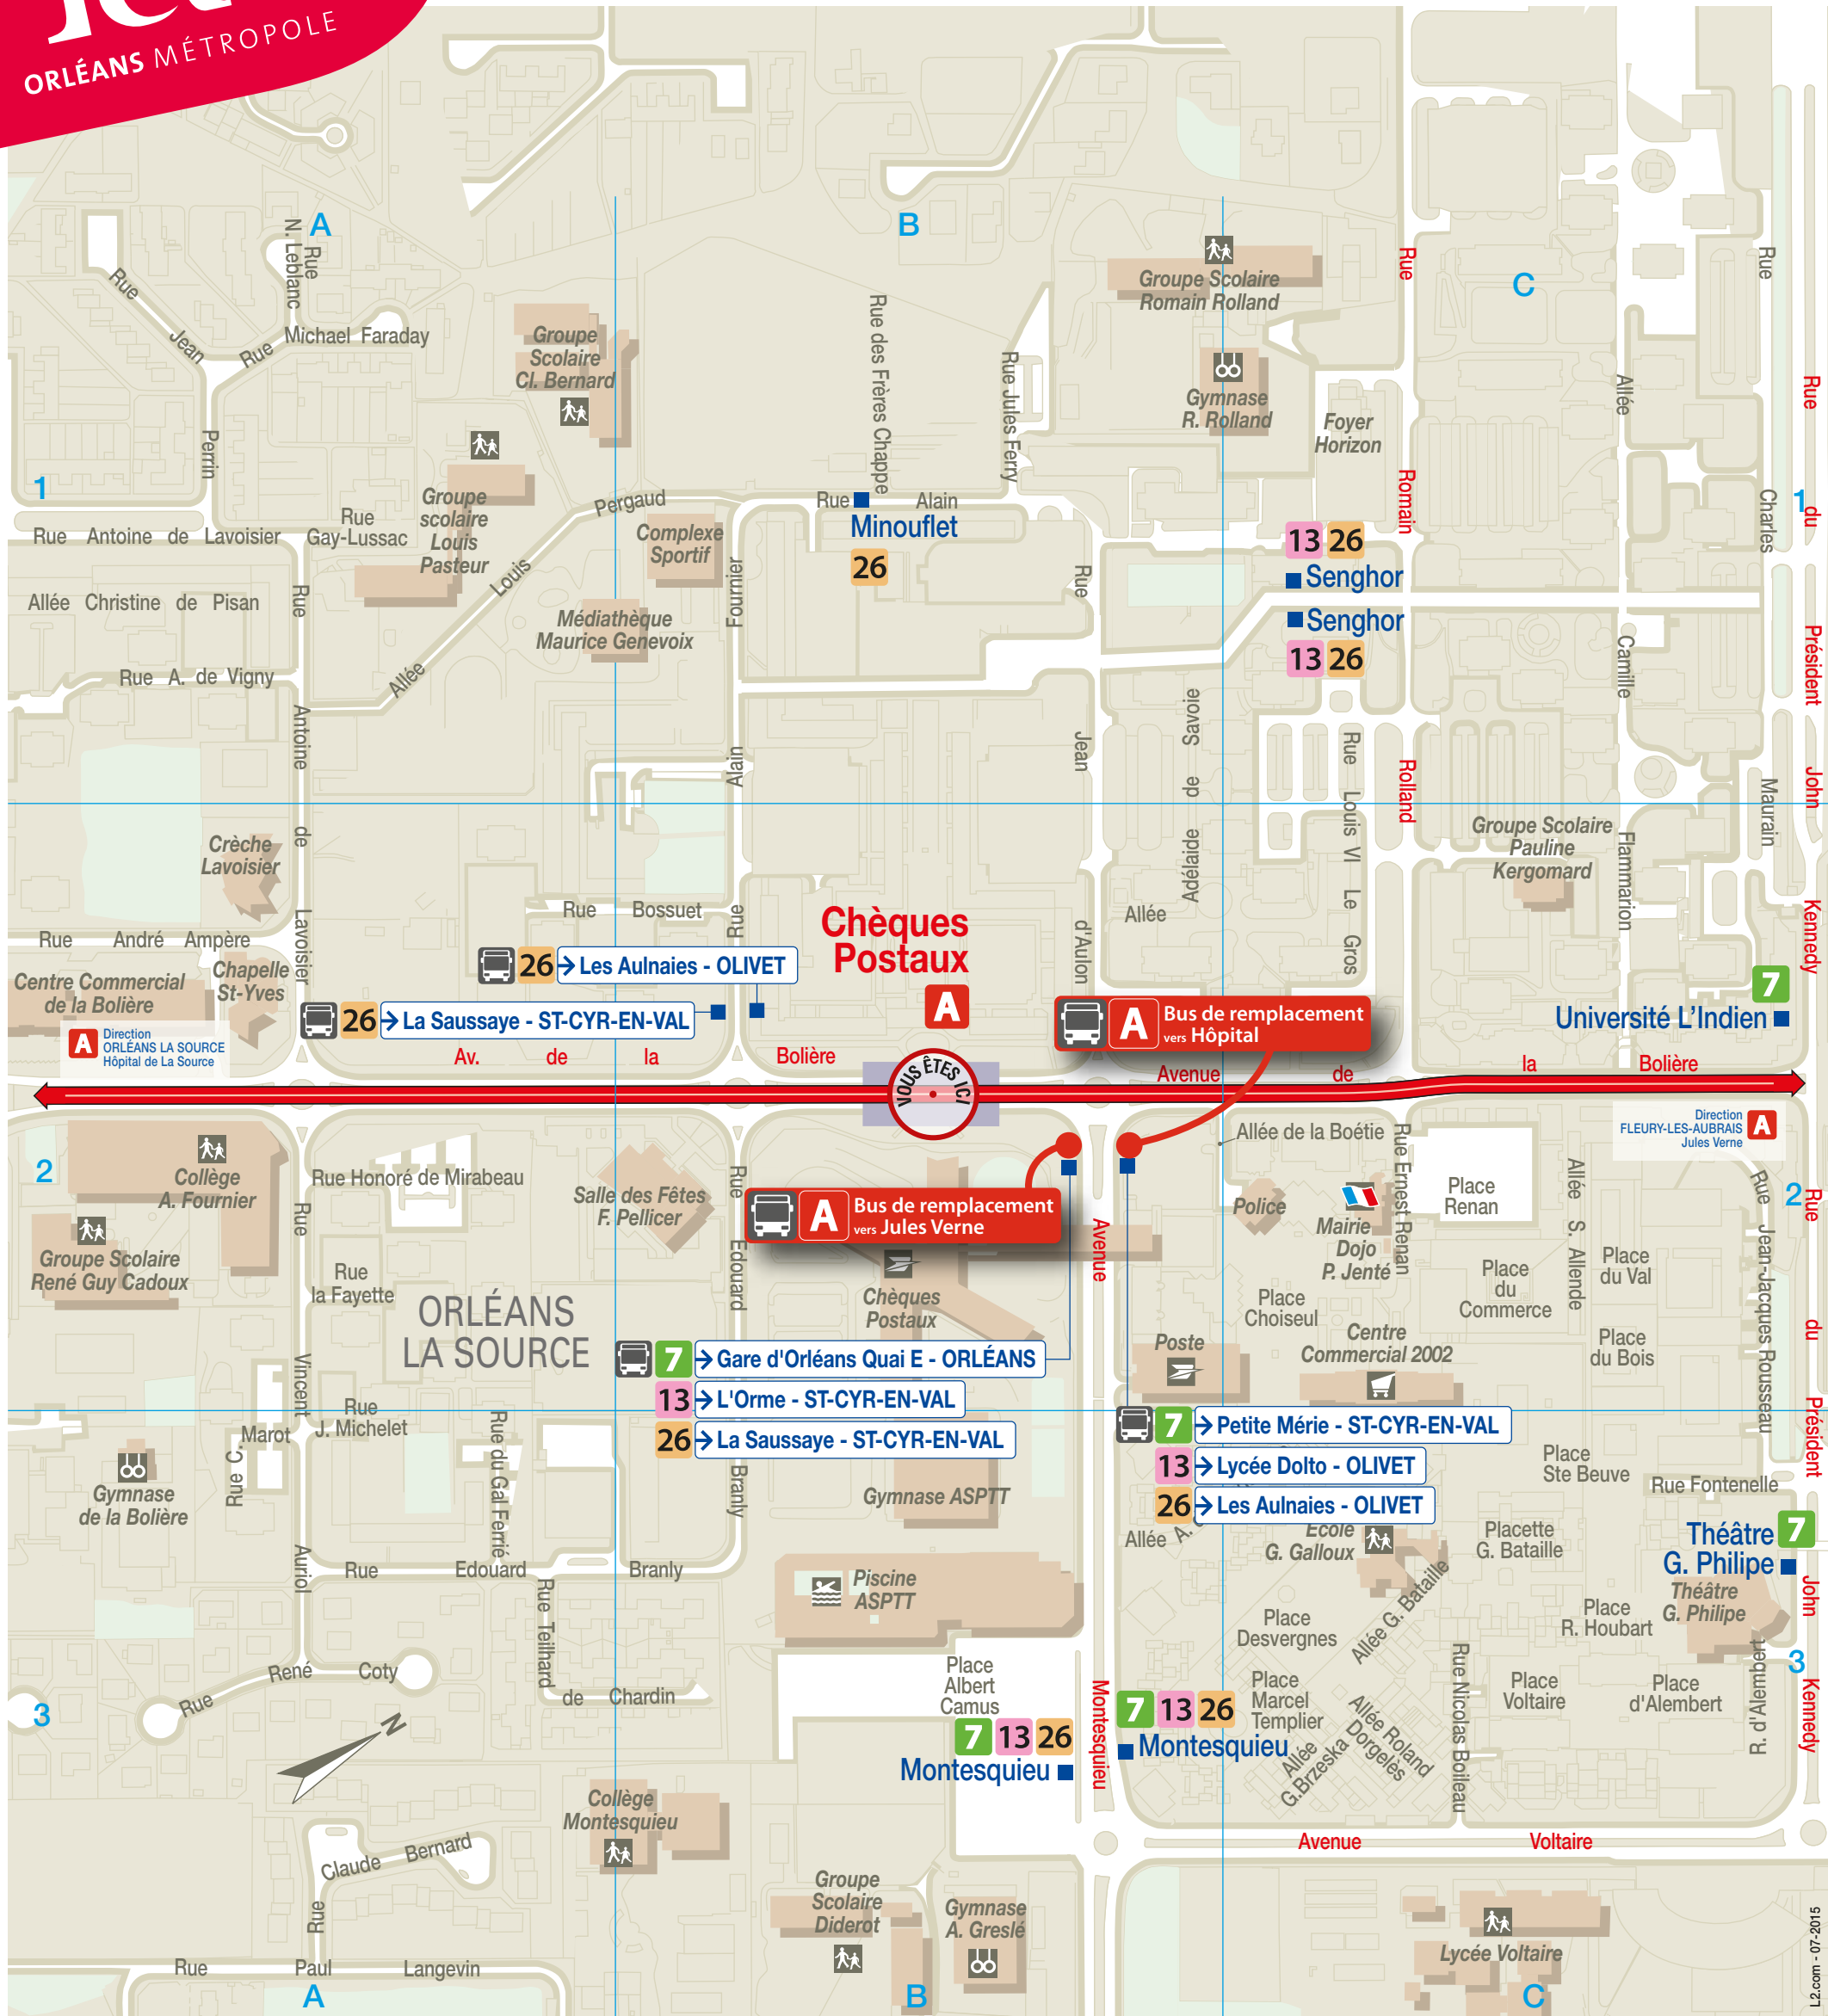 ORLÉANS MÉTROPOLE
A
B
C
Rue
N. Leblanc
Rue
Jean
Perrin
Rue
Michael Faraday
Groupe
Scolaire
Cl. Bernard
Rue des Frères Chappe
Rue Jules Ferry
Groupe Scolaire
Romain Rolland
Gymnase
R. Rolland
Foyer
Horizon
Rue
Romain
Rolland
Allée
Camille
Flammarion
Rue
Charles
Maurain
Rue
du
Président
John
Kennedy
1
1
Groupe
scolaire
Louis
Pasteur
Rue
Gay-Lussac
Rue Antoine de Lavoisier
Allée Christine de Pisan
Rue A. de Vigny
Allée
Louis
Pergaud
Complexe
Sportif
Médiathèque
Maurice Genevoix
Rue Alain
Minouflet
26
13 26
Senghor
Senghor
13 26
Rue
Antoine
de
Lavoisier
Fournier
Alain
Rue
Rue
Jean
d'Aulon
Allée
Adélaide de Savoie
Rue Louis VI Le Gros
Groupe Scolaire
Pauline
Kergomard
Crèche
Lavoisier
Rue Bossuet
Rue André Ampère
Centre Commercial
de la Bolière
Chapelle
St-Yves
A
Direction
ORLÉANS LA SOURCE
Hôpital de La Source
26 Les Aulnaies - OLIVET
26 La Saussaye - ST-CYR-EN-VAL
Chèques
Postaux
A
A Bus de remplacement
vers Hôpital
7
Université L'Indien
Av. de la Bolière
Avenue de la Bolière
VOUS ÊTES ICI
Direction
FLEURY-LES-AUBRAIS
Jules Verne
A
2
2
Collège
A. Fournier
Groupe Scolaire
René Guy Cadoux
Rue Honoré de Mirabeau
Salle des Fêtes
F. Pellicer
A Bus de remplacement
vers Jules Verne
Allée de la Boétie
Rue Ernest Renan
Place
Renan
Police
Mairie
Dojo
P. Jenté
Allée S. Allende
Place
du Val
Place
du
Commerce
Place
du Bois
Place
Choiseul
Centre
Commercial 2002
Poste
Rue Jean-Jacques Rousseau
Rue
du
Président
John
Kennedy
Rue
la Fayette
ORLÉANS
LA SOURCE
Chèques
Postaux
Rue
Edouard
Branly
Avenue
Montesquieu
7 Gare d'Orléans Quai E - ORLÉANS
13 L'Orme - ST-CYR-EN-VAL
26 La Saussaye - ST-CYR-EN-VAL
7 Petite Mérie - ST-CYR-EN-VAL
13 Lycée Dolto - OLIVET
26 Les Aulnaies - OLIVET
Rue
Vincent
Auriol
Rue
J. Michelet
Rue C.
Marot
Rue du Gal Ferrié
Gymnase
de la Bolière
Gymnase ASPTT
Allée A.
Ecole
G. Galloux
Place
Ste Beuve
Rue Fontenelle
Placette
G. Bataille
Théâtre
G. Philipe
7
Théâtre
G. Philipe
Rue Edouard Branly
Rue Teilhard
de Chardin
Piscine
ASPTT
Place
Desvergnes
Allée G. Bataille
Place
R. Houbart
3
3
Rue René Coty
N
Place
Albert
Camus
7 13 26
Montesquieu
7 13 26
Montesquieu
Place
Marcel
Templier
Allée
G.Brzeska
Allée Roland
Dorgelès
Rue Nicolas Boileau
Place
Voltaire
Place
d'Alembert
R. d'Alembert
Avenue Voltaire
Collège
Montesquieu
Rue
Claude Bernard
Groupe
Scolaire
Diderot
Gymnase
A. Greslé
Lycée Voltaire
Rue Paul Langevin
A
B
C
L2.com - 07-2015